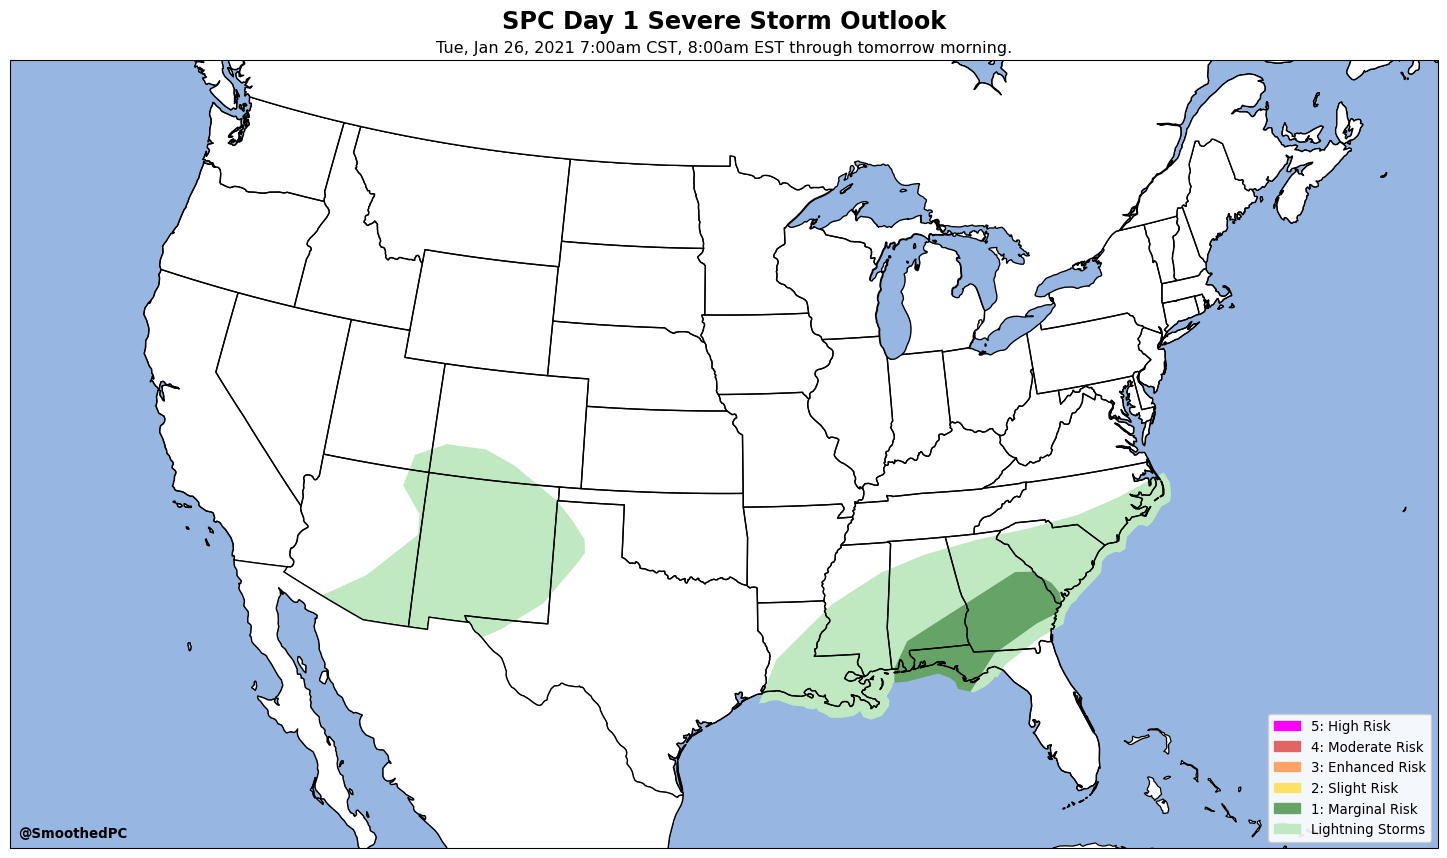 SPC Day 1 Severe Storm Outlook
Tue, Jan 26, 2021 7:00am CST, 8:00am EST through tomorrow morning.
5: High Risk
4: Moderate Risk
3: Enhanced Risk
2: Slight Risk
1: Marginal Risk
Lightning Storms
@SmoothedPC